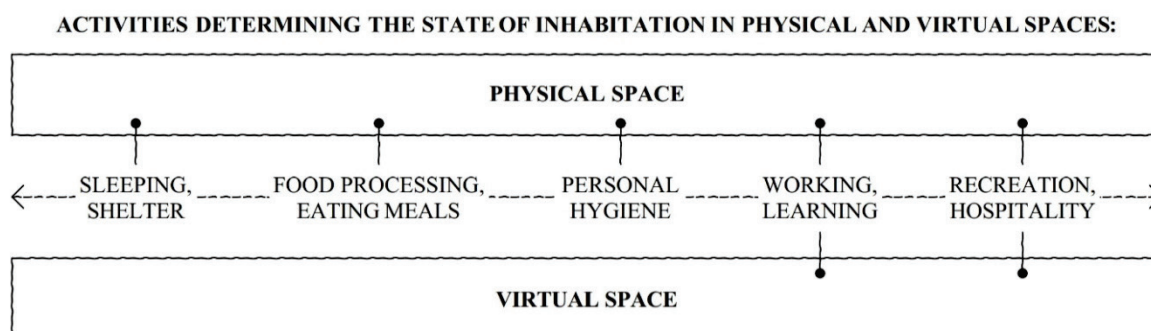 ACTIVITIES DETERMINING THE STATE OF INHABITATION IN PHYSICAL AND VIRTUAL SPACES:
PHYSICAL SPACE
SLEEPING,
SHELTER
FOOD PROCESSING,
EATING MEALS
PERSONAL
HYGIENE
WORKING,
LEARNING
RECREATION,
HOSPITALITY
VIRTUAL SPACE